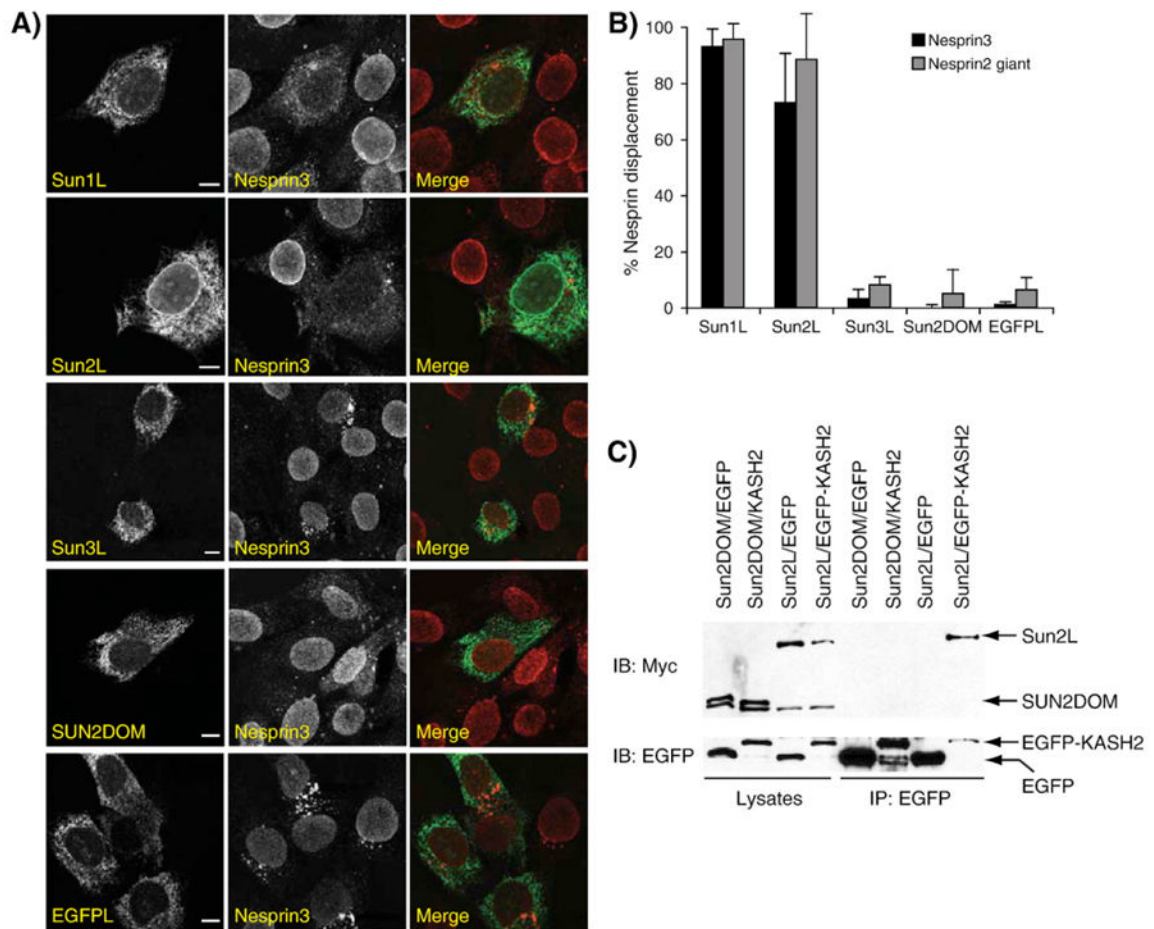 A)
Sun1L
Nesprin3
Merge
Sun2L
Nesprin3
Merge
Sun3L
Nesprin3
Merge
SUN2DOM
Nesprin3
Merge
EGFPL
Nesprin3
Merge
B)
% Nesprin displacement
100
80
60
40
20
0
Nesprin3
Nesprin2 giant
Sun1L
Sun2L
Sun3L
Sun2DOM
EGFPL
C)
Sun2DOM/EGFP
Sun2DOM/KASH2
Sun2L/EGFP
Sun2L/EGFP-KASH2
Sun2DOM/EGFP
Sun2DOM/KASH2
Sun2L/EGFP
Sun2L/EGFP-KASH2
IB: Myc
Sun2L
SUN2DOM
IB: EGFP
EGFP-KASH2
EGFP
Lysates
IP: EGFP